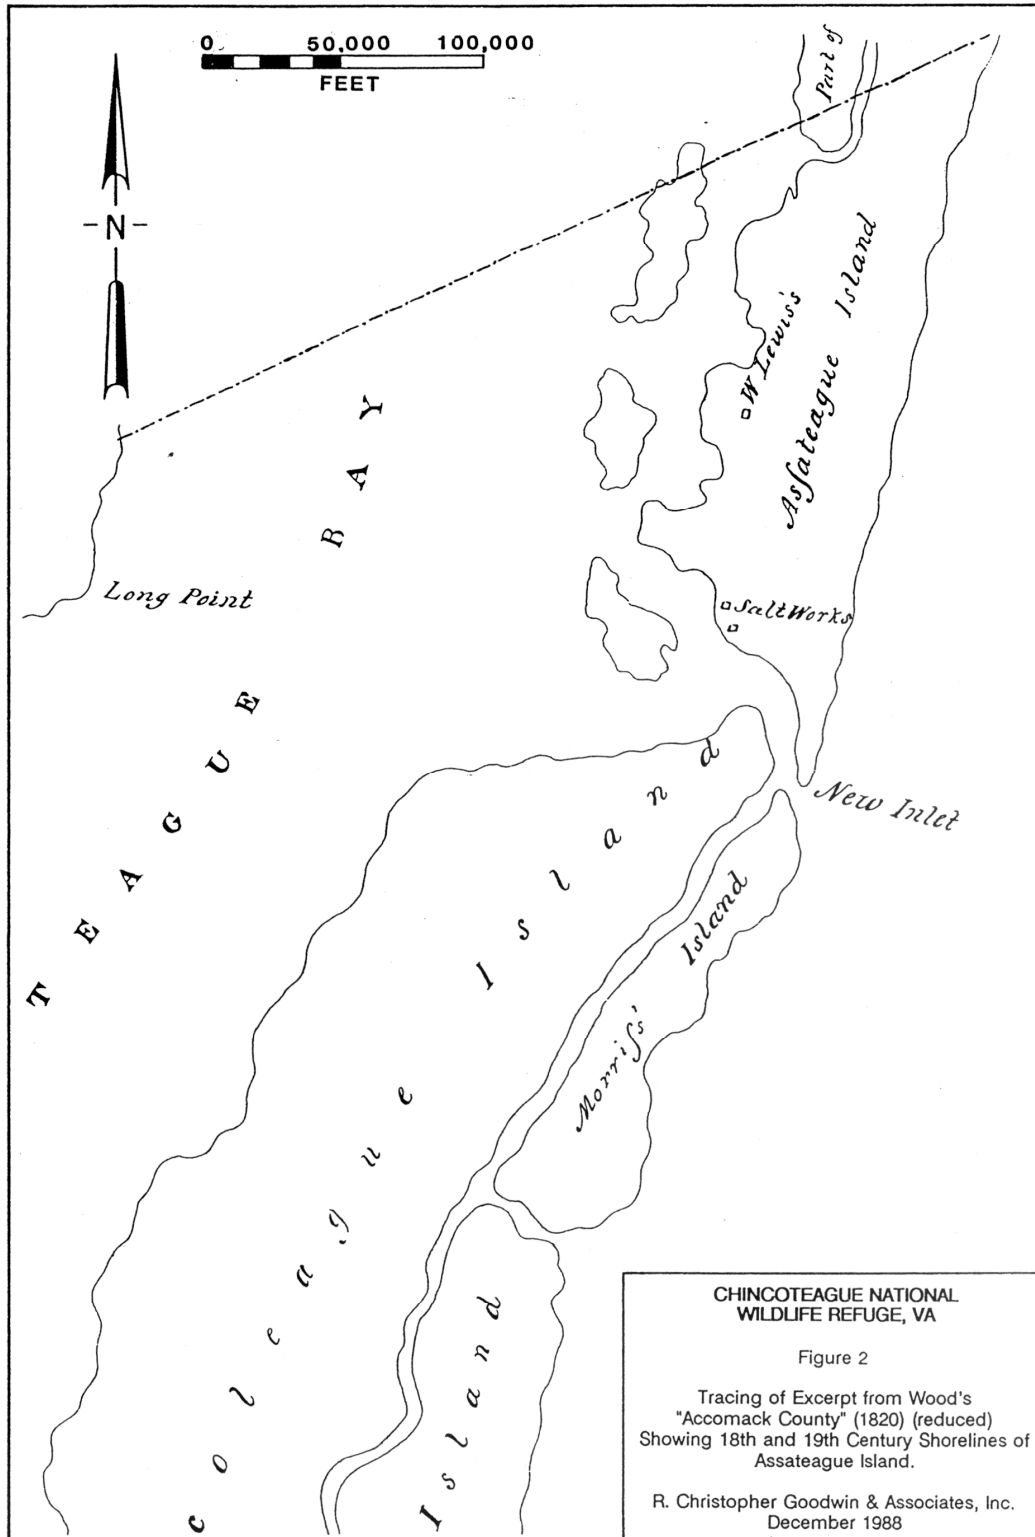 0 50,000 100,000
FEET
-N-
Part of
Assateague Island
W Lewis's
BAY
Long Point
Salt Works
TEAGUE
New Inlet
coteague Island
Morriss' Island
Island
CHINCOTEAGUE NATIONAL
WILDLIFE REFUGE, VA
Figure 2
Tracing of Excerpt from Wood's
"Accomack County" (1820) (reduced)
Showing 18th and 19th Century Shorelines of
Assateague Island.
R. Christopher Goodwin & Associates, Inc.
December 1988